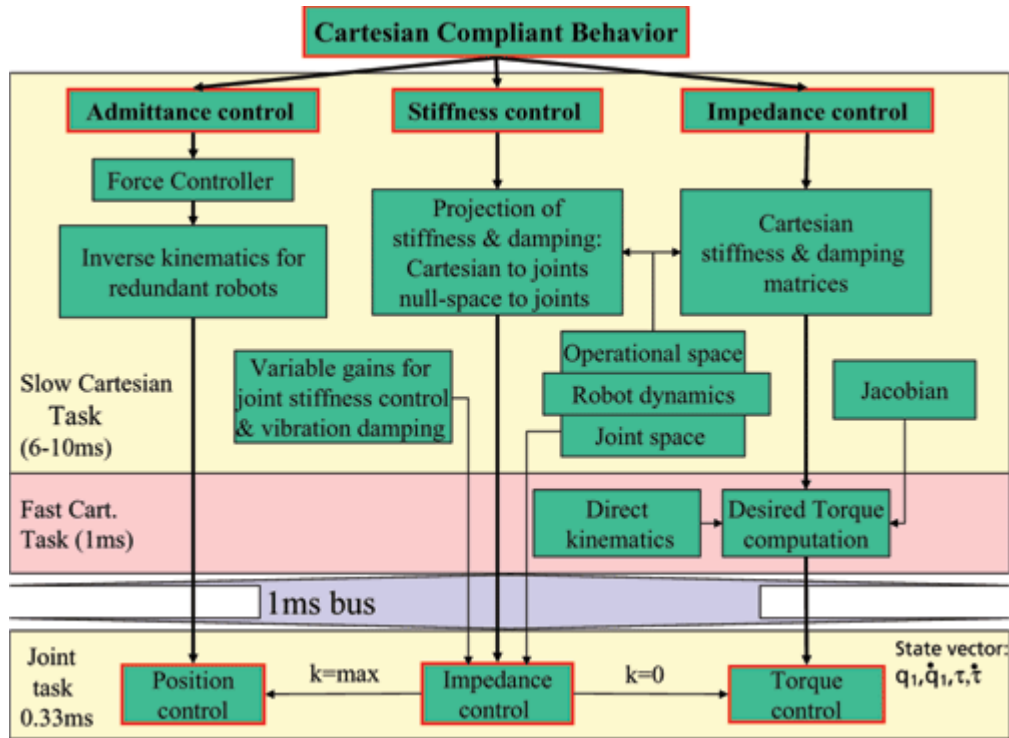 Cartesian Compliant Behavior
Admittance control
Stiffness control
Impedance control
Force Controller
Inverse kinematics for
redundant robots
Projection of
stiffness & damping:
Cartesian to joints
null-space to joints
Cartesian
stiffness & damping
matrices
Slow Cartesian
Task
(6-10ms)
Variable gains for
joint stiffness control
& vibration damping
Operational space
Robot dynamics
Joint space
Jacobian
Fast Cart.
Task (1ms)
Direct
kinematics
Desired Torque
computation
1ms bus
Joint
task
0.33ms
Position
control
k=max
Impedance
control
k=0
Torque
control
State vector:
q₁,q̇₁,τ,τ̇